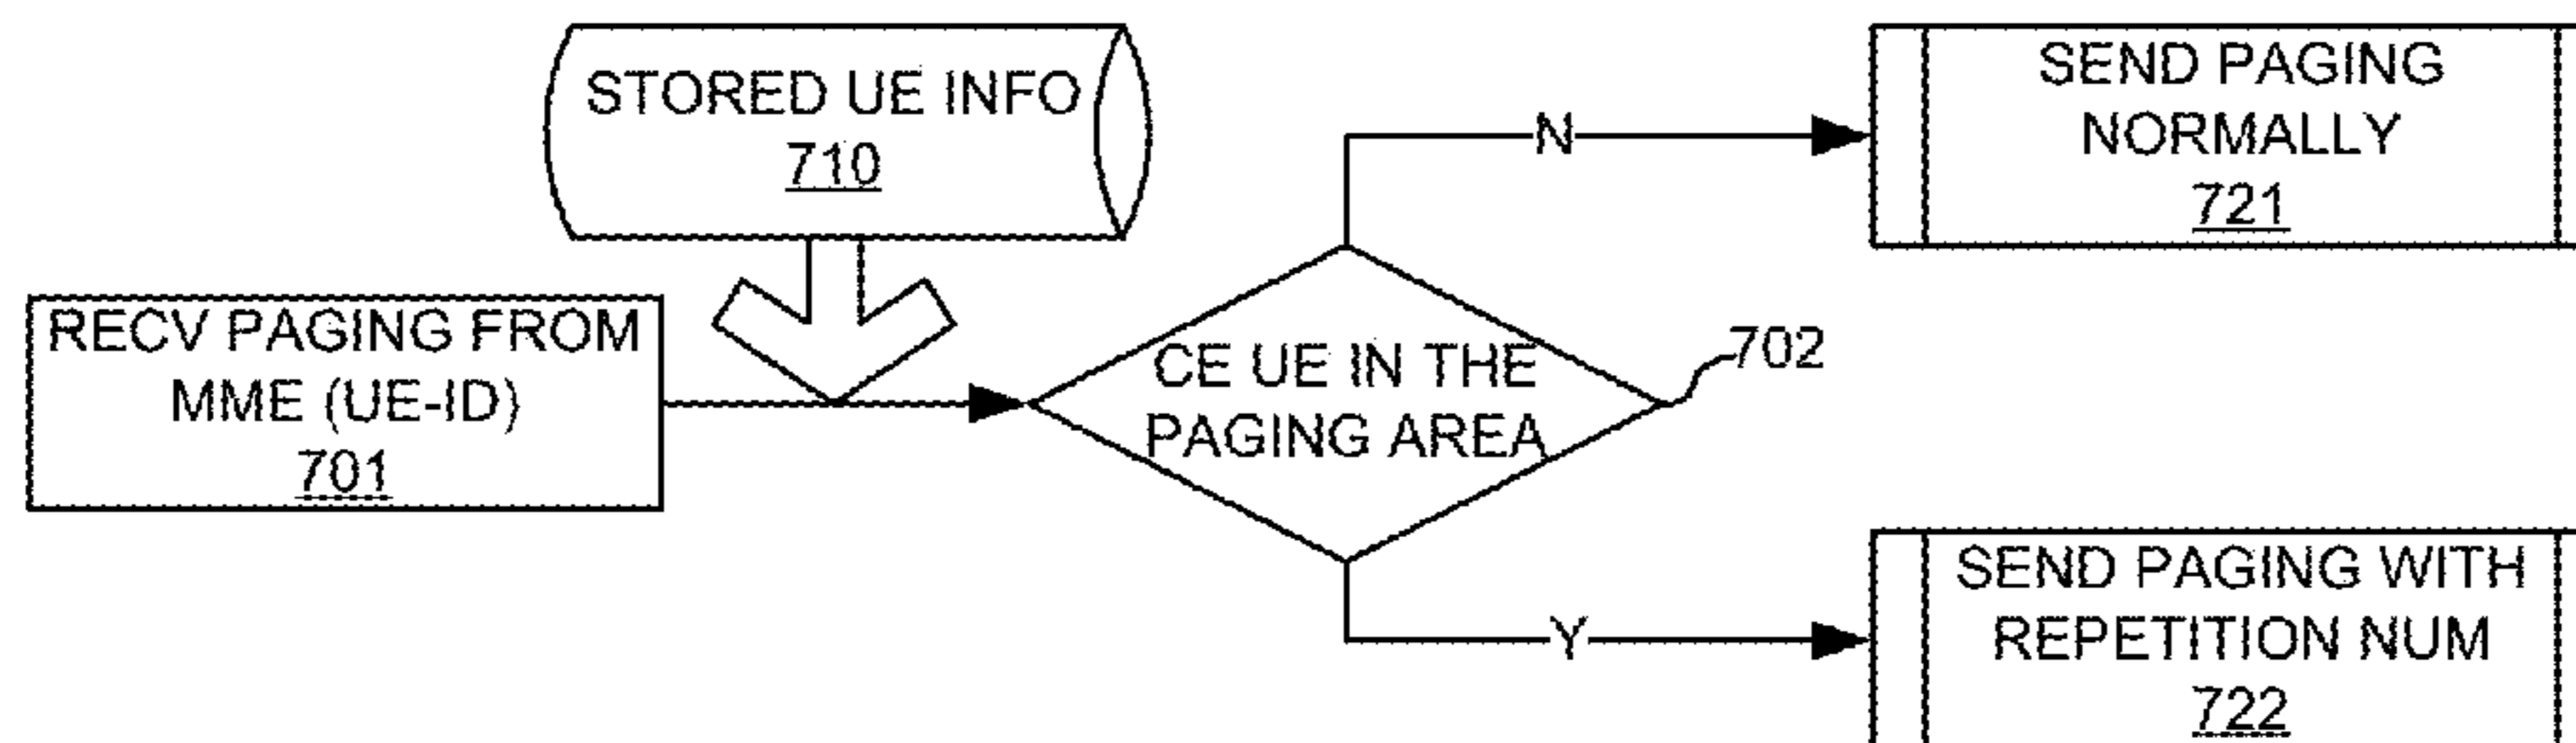 STORED UE INFO
710
RECV PAGING FROM
MME (UE-ID)
701
CE UE IN THE
PAGING AREA
702
N
SEND PAGING
NORMALLY
721
Y
SEND PAGING WITH
REPETITION NUM
722